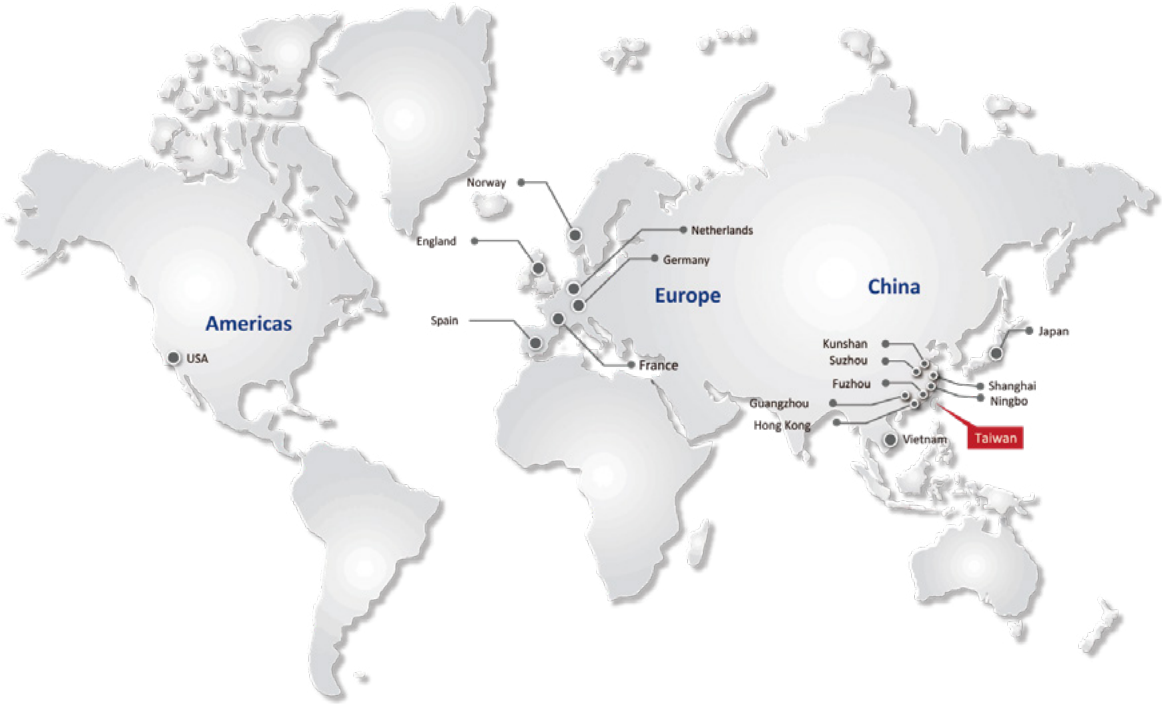 Norway
England
Netherlands
Germany
Europe
China
Americas
Spain
USA
France
Japan
Kunshan
Suzhou
Fuzhou
Shanghai
Guangzhou
Ningbo
Hong Kong
Vietnam
Taiwan